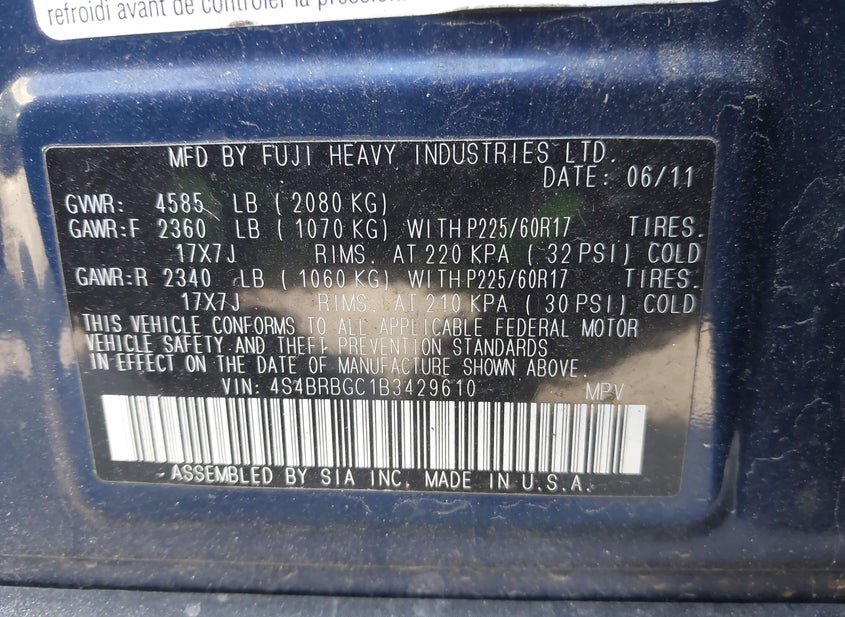 refroidi avant de contrôler la pression
MFD BY FUJI HEAVY INDUSTRIES LTD.
DATE: 06/11
GVWR: 4585 LB ( 2080 KG)
GAWR:F 2360 LB ( 1070 KG) WITH P225/60R17 TIRES.
17X7J RIMS. AT 220 KPA ( 32 PSI) COLD
GAWR:R 2340 LB ( 1060 KG) WITH P225/60R17 TIRES.
17X7J RIMS. AT 210 KPA ( 30 PSI) COLD
THIS VEHICLE CONFORMS TO ALL APPLICABLE FEDERAL MOTOR
VEHICLE SAFETY AND THEFT PREVENTION STANDARDS
IN EFFECT ON THE DATE OF MANUFACTURE SHOWN ABOVE.
VIN: 4S4BRBGC1B3429610 MPV
ASSEMBLED BY SIA INC. MADE IN U.S.A.